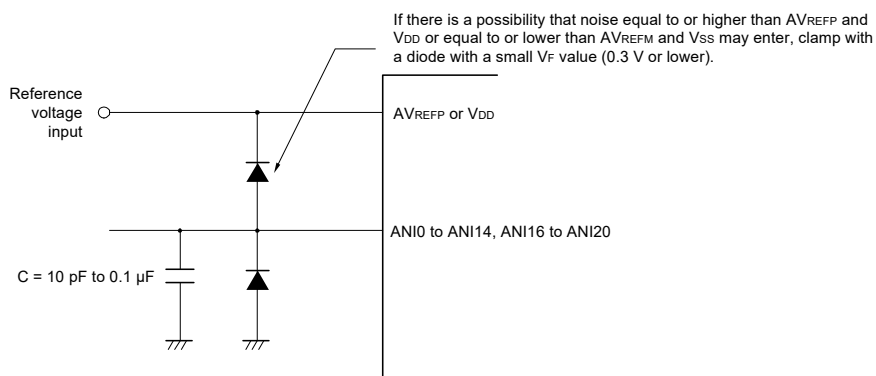 If there is a possibility that noise equal to or higher than AVREFP and
VDD or equal to or lower than AVREFM and VSS may enter, clamp with
a diode with a small VF value (0.3 V or lower).
Reference
voltage
input
AVREFP or VDD
ANI0 to ANI14, ANI16 to ANI20
C = 10 pF to 0.1 µF